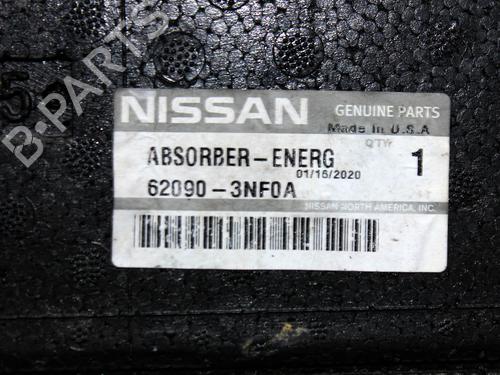 B-PARTS
NISSAN
GENUINE PARTS
Made In U.S.A
ABSORBER-ENERG
QTY
1
01/16/2020
62090-3NF0A
NISSAN NORTH AMERICA, INC.